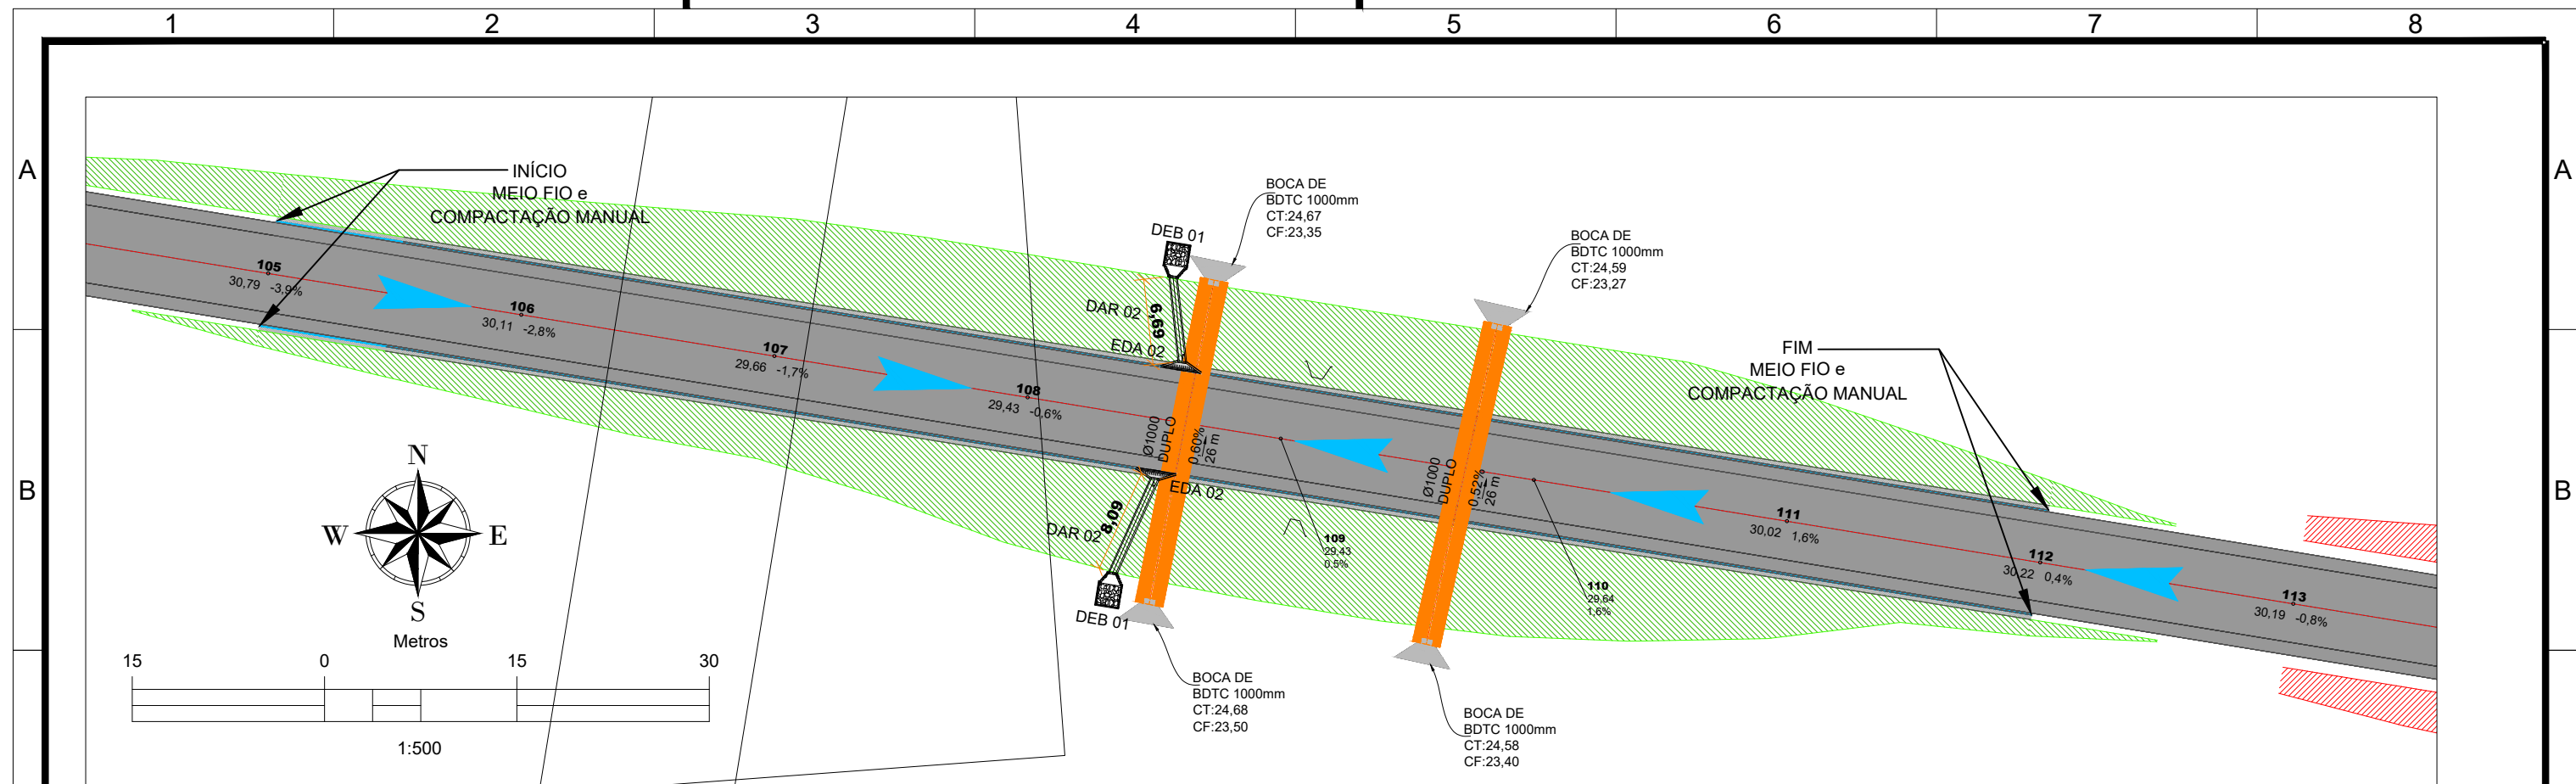 1 2 3 4 5 6 7 8
A A
INÍCIO
MEIO FIO e
COMPACTAÇÃO MANUAL
BOCA DE
BDTC 1000mm
CT:24,67
CF:23,35
BOCA DE
BDTC 1000mm
CT:24,59
CF:23,27
DEB 01
DAR 02
6,69
EDA 02
105
30,79 -3,9%
106
30,11 -2,8%
107
29,66 -1,7%
108
29,43 -0,6%
Ø1000
DUPLO
0,60%
26 m
Ø1000
DUPLO
0,52%
26 m
FIM
MEIO FIO e
COMPACTAÇÃO MANUAL
B B
EDA 02
DAR 02
8,09
DEB 01
109
29,43
0,5%
110
29,64
1,6%
111
30,02 1,6%
112
30,22 0,4%
113
30,19 -0,8%
N
W E
S
Metros
15 0 15 30
1:500
BOCA DE
BDTC 1000mm
CT:24,68
CF:23,50
BOCA DE
BDTC 1000mm
CT:24,58
CF:23,40